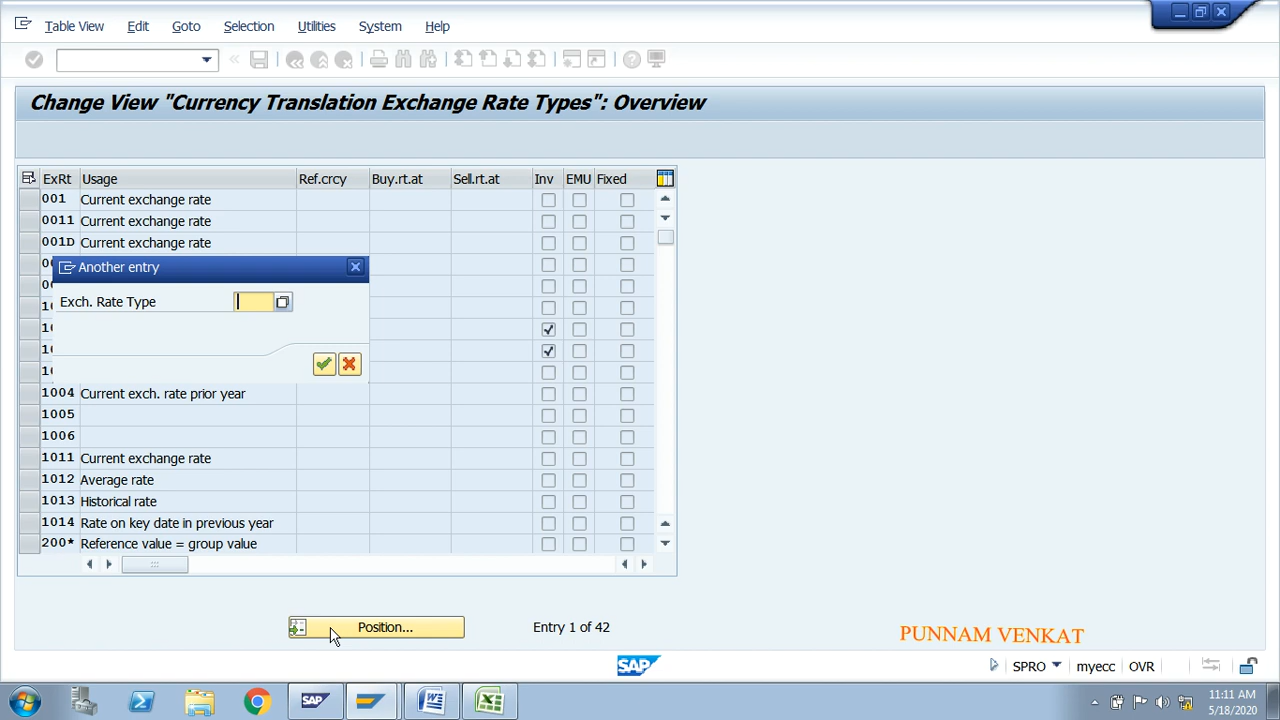 Table View Edit Goto Selection Utilities System Help
Change View "Currency Translation Exchange Rate Types": Overview
ExRt Usage Ref.crcy Buy.rt.at Sell.rt.at Inv EMU Fixed
001 Current exchange rate
0011 Current exchange rate
001D Current exchange rate
Another entry
Exch. Rate Type
1004 Current exch. rate prior year
1005
1006
1011 Current exchange rate
1012 Average rate
1013 Historical rate
1014 Rate on key date in previous year
200* Reference value = group value
Position... Entry 1 of 42
PUNNAM VENKAT
SAP SPRO myecc OVR
SAP
11:11 AM
5/18/2020